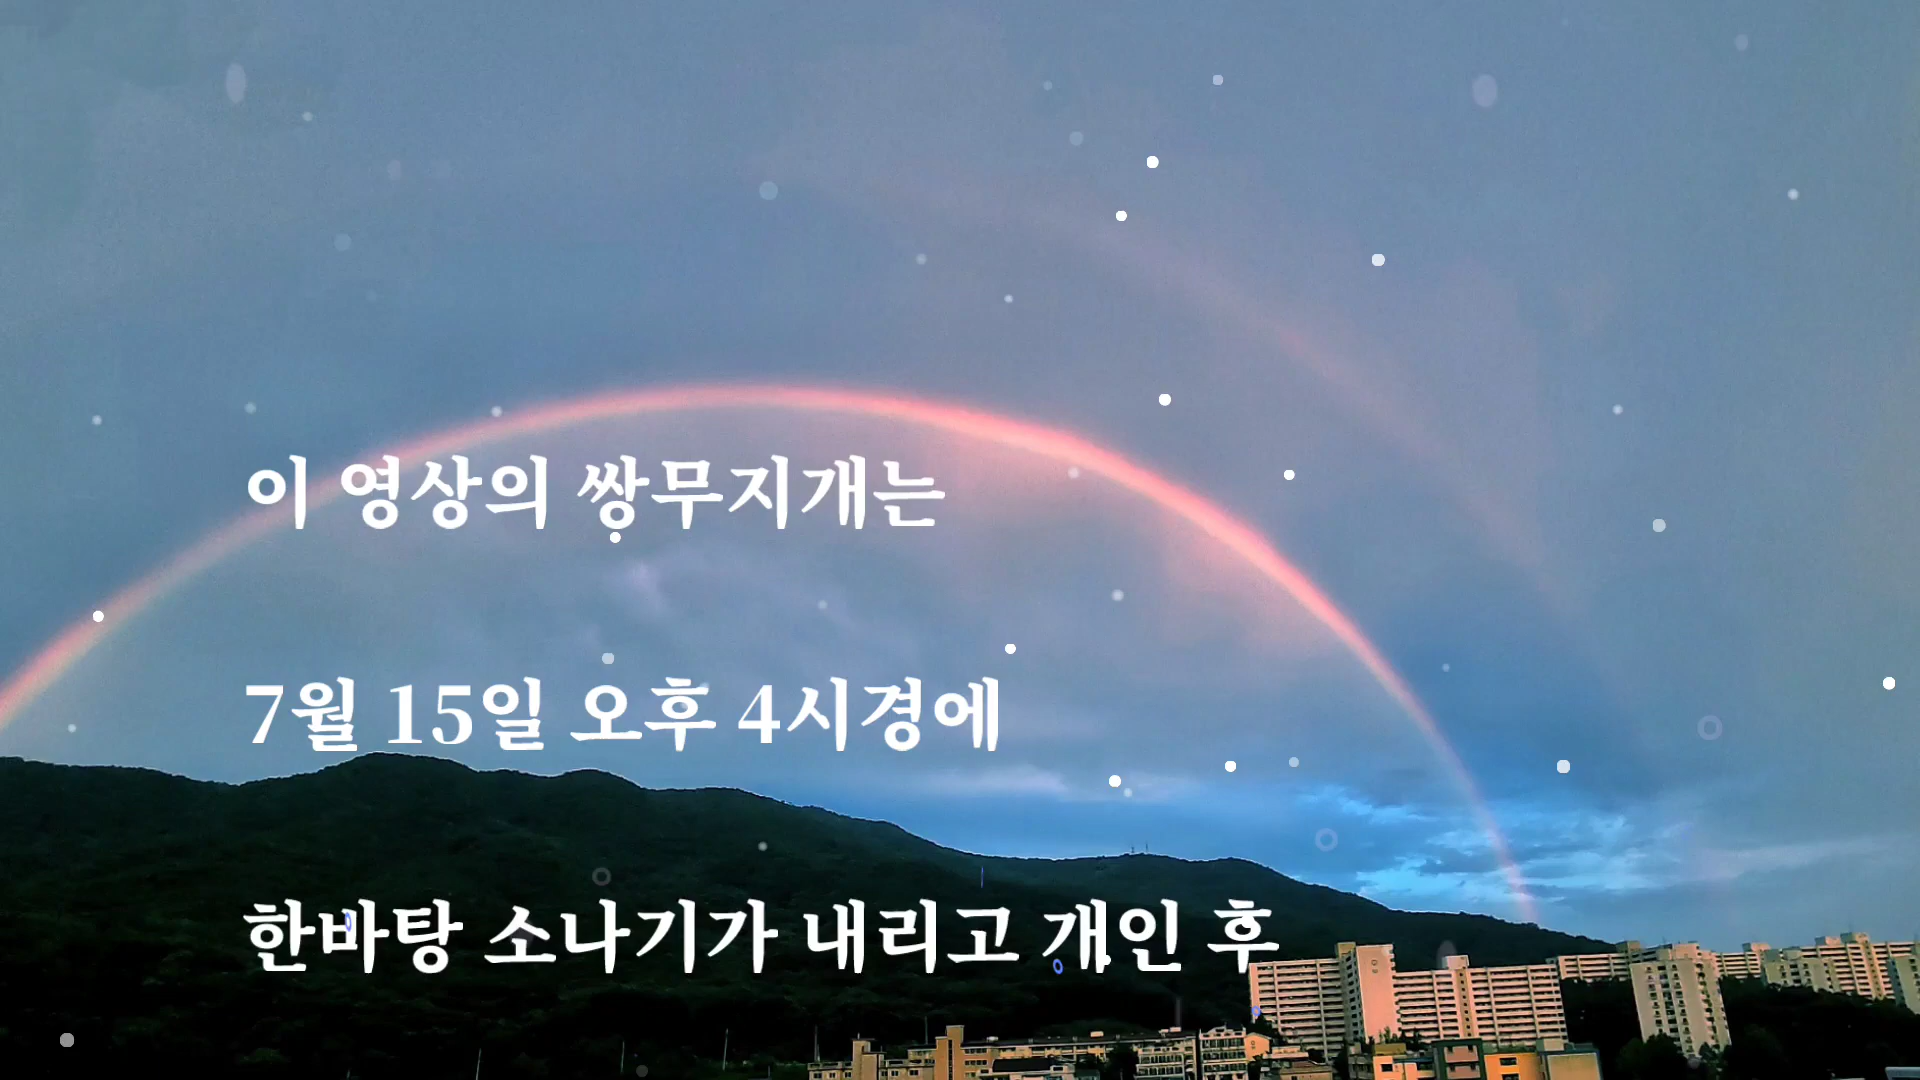 이 영상의 쌍무지개는
7월 15일 오후 4시경에
한바탕 소나기가 내리고 개인 후